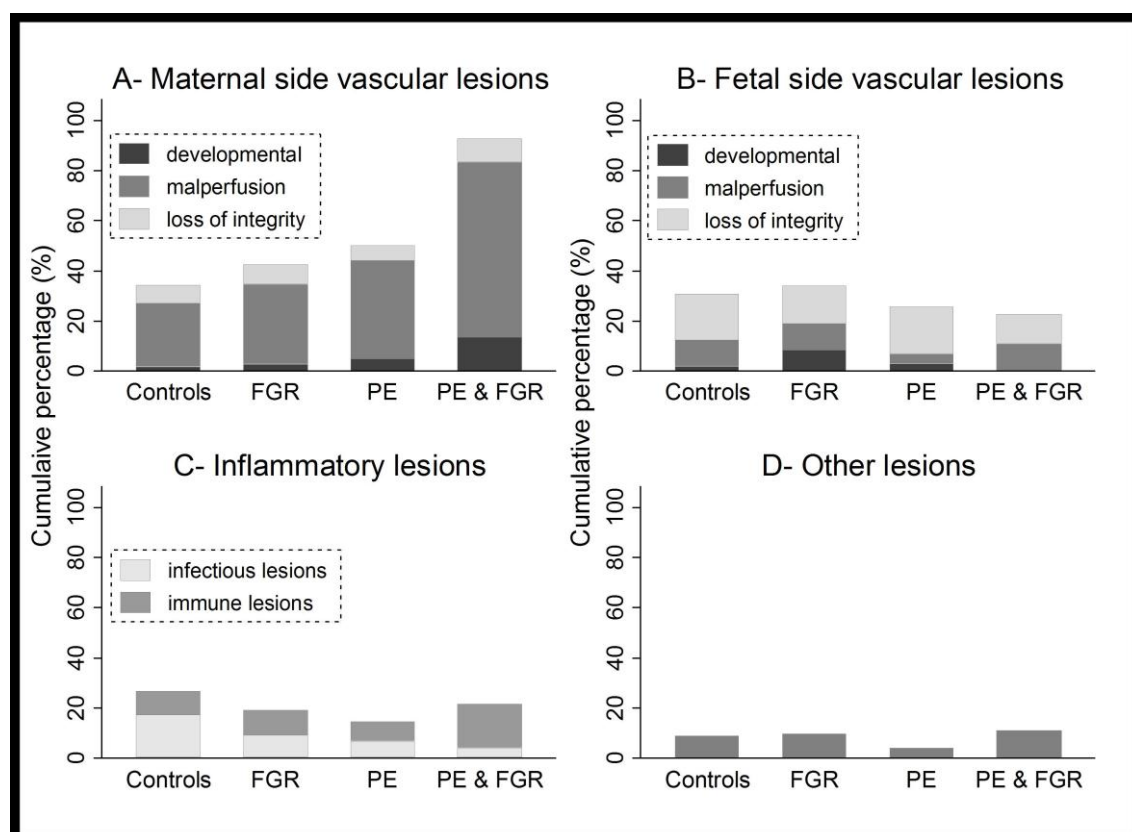 A- Maternal side vascular lesions
B- Fetal side vascular lesions
Cumulaive percentage (%)
Cumulative percentage (%)
100
80
60
40
20
0
developmental
malperfusion
loss of integrity
Controls FGR PE PE & FGR
100
80
60
40
20
0
developmental
malperfusion
loss of integrity
Controls FGR PE PE & FGR
C- Inflammatory lesions
D- Other lesions
100
80
60
40
20
0
infectious lesions
immune lesions
Controls FGR PE PE & FGR
100
80
60
40
20
0
Controls FGR PE PE & FGR